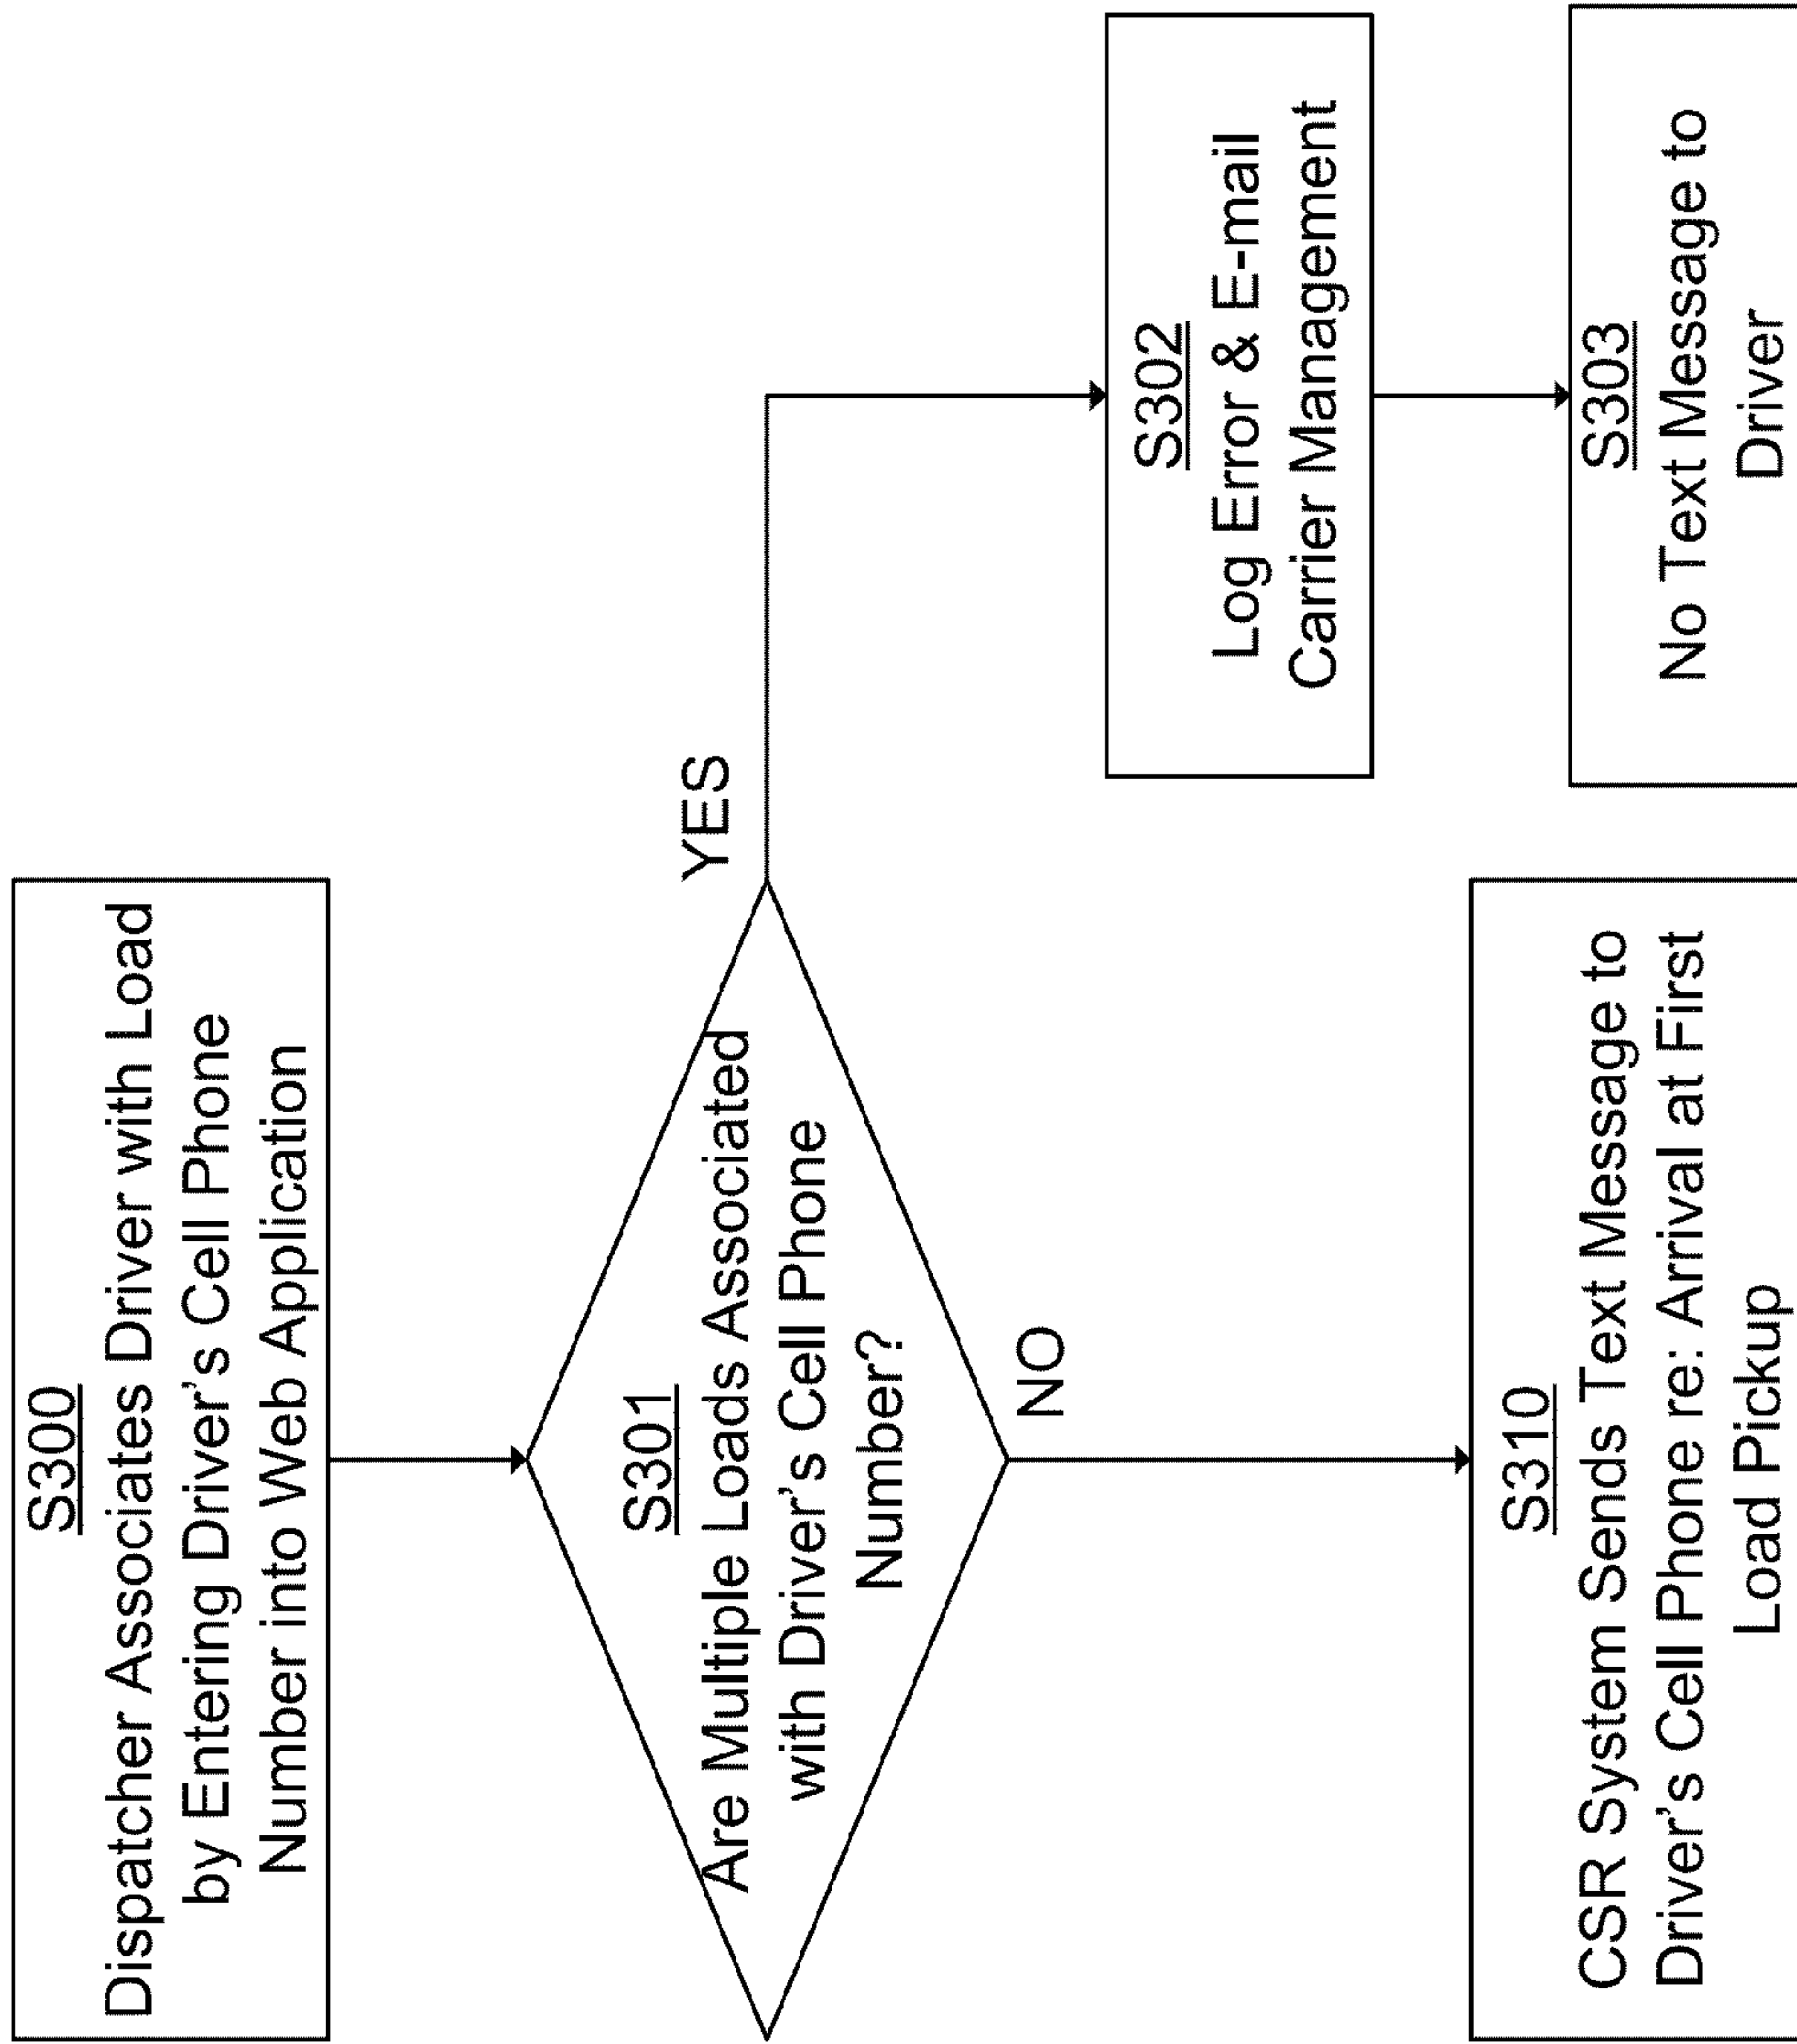 S300
Dispatcher Associates Driver with Load
by Entering Driver's Cell Phone
Number into Web Application
S301
Are Multiple Loads Associated
with Driver's Cell Phone
Number?
YES
NO
S302
Log Error & E-mail
Carrier Management
S303
No Text Message to
Driver
S310
CSR System Sends Text Message to
Driver's Cell Phone re: Arrival at First
Load Pickup